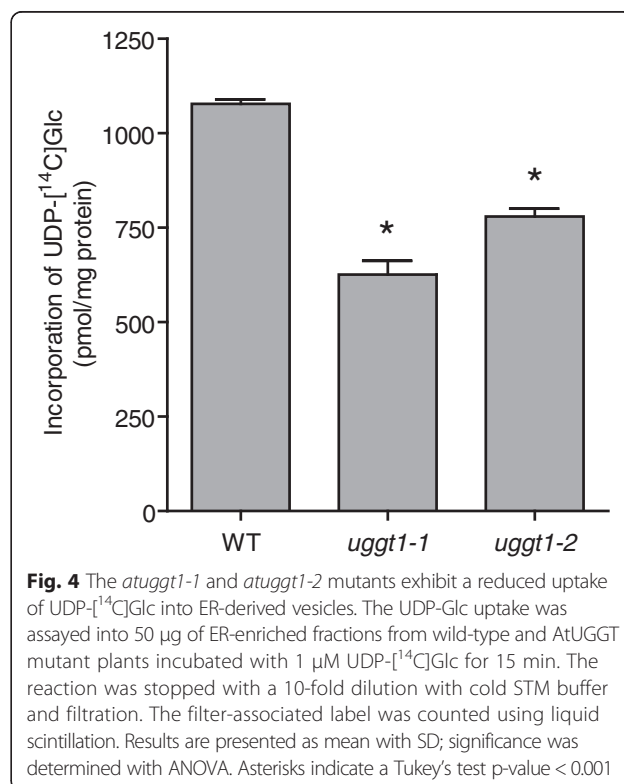 1250
1000
750
500
250
0
Incorporation of UDP-[¹⁴C]Glc
(pmol/mg protein)
*
*
WT uggt1-1 uggt1-2
Fig. 4 The atuggt1-1 and atuggt1-2 mutants exhibit a reduced uptake
of UDP-[¹⁴C]Glc into ER-derived vesicles. The UDP-Glc uptake was
assayed into 50 μg of ER-enriched fractions from wild-type and AtUGGT
mutant plants incubated with 1 μM UDP-[¹⁴C]Glc for 15 min. The
reaction was stopped with a 10-fold dilution with cold STM buffer
and filtration. The filter-associated label was counted using liquid
scintillation. Results are presented as mean with SD; significance was
determined with ANOVA. Asterisks indicate a Tukey's test p-value < 0.001